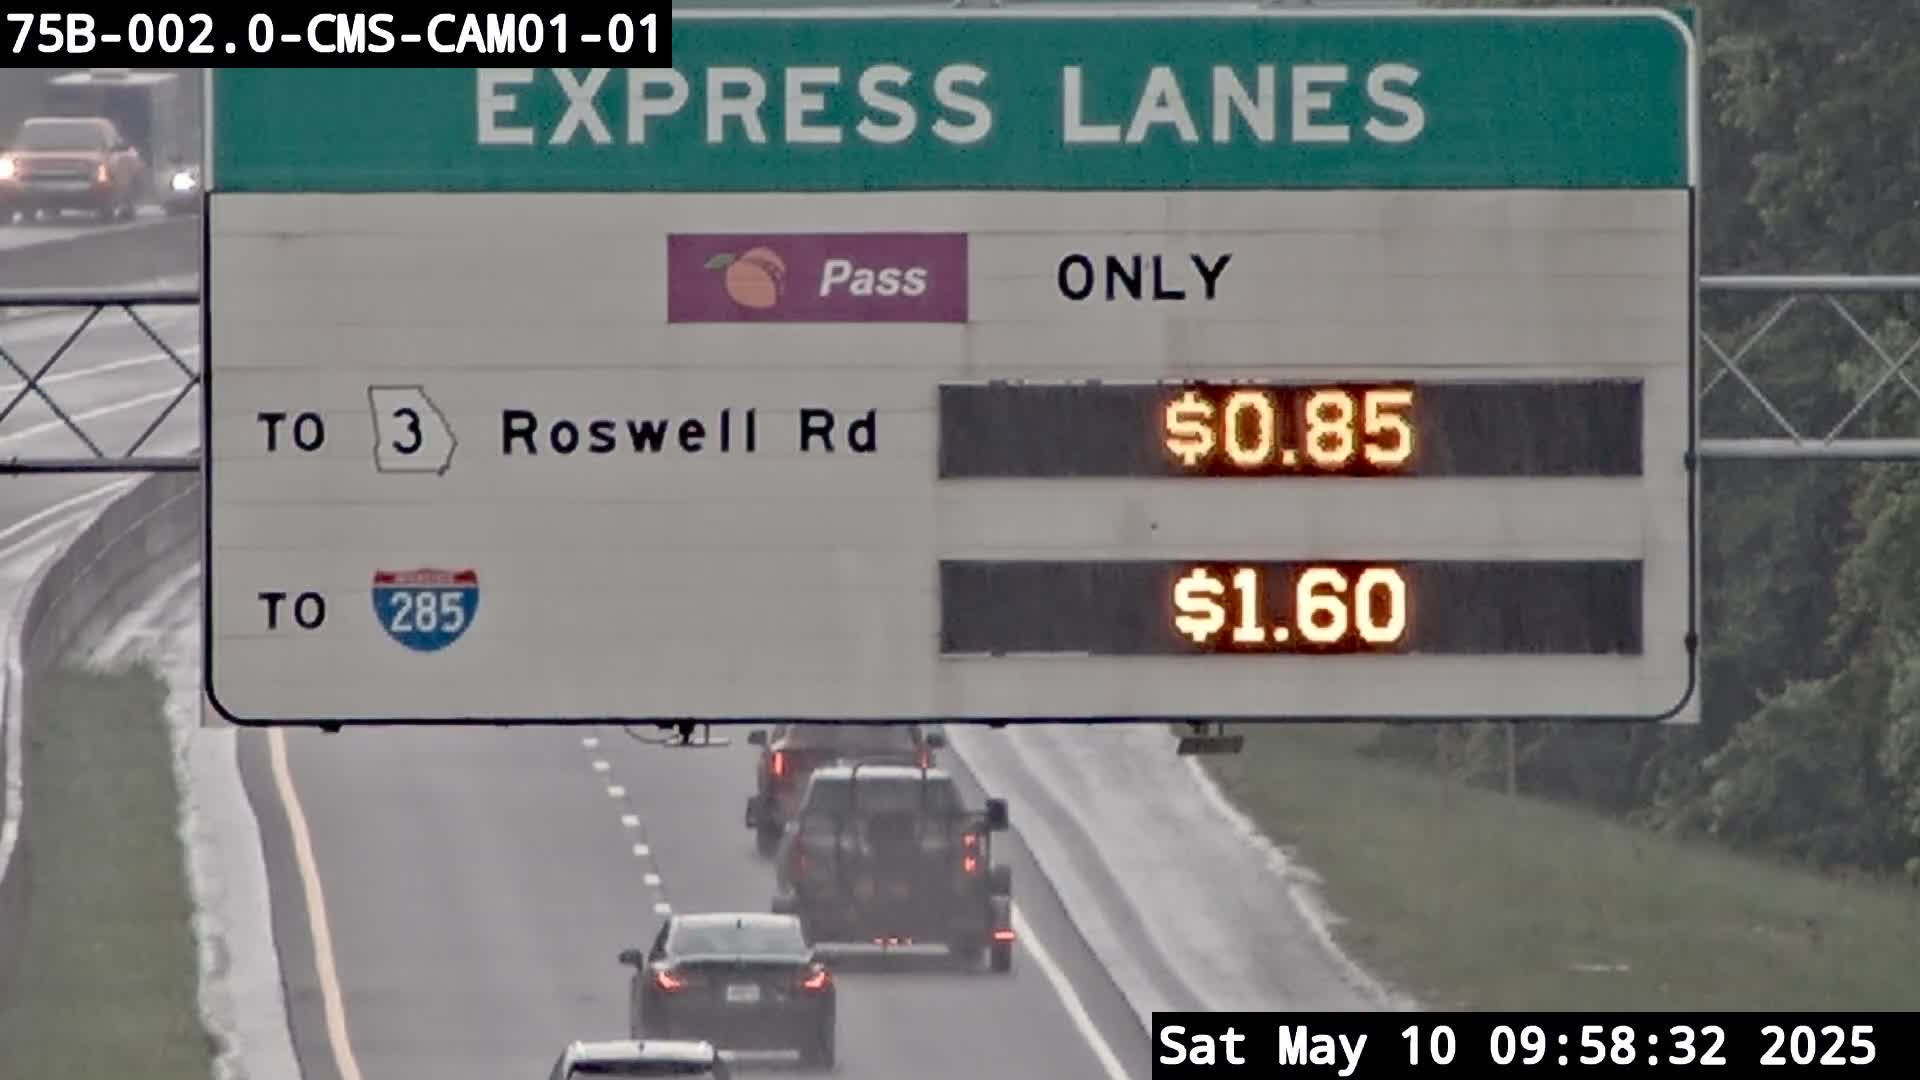 75B-002.0-CMS-CAM01-01
EXPRESS LANES
Pass ONLY
TO 3 Roswell Rd $0.85
TO 285 $1.60
Sat May 10 09:58:32 2025